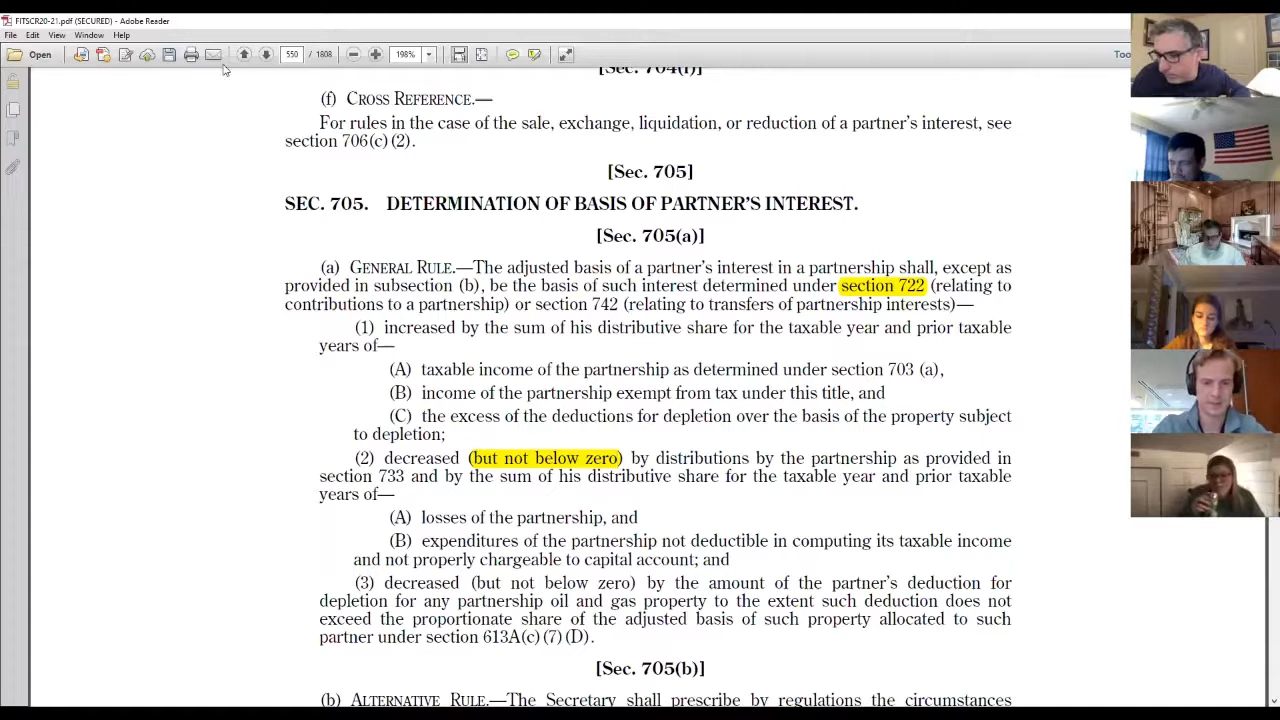 FITSCR20-21.pdf (SECURED) - Adobe Reader
File Edit View Window Help
Open 550 / 1808 198% Too
[Sec. 704(f)]
(f) CROSS REFERENCE.—
For rules in the case of the sale, exchange, liquidation, or reduction of a partner's interest, see
section 706(c)(2).
[Sec. 705]
SEC. 705. DETERMINATION OF BASIS OF PARTNER'S INTEREST.
[Sec. 705(a)]
(a) GENERAL RULE.—The adjusted basis of a partner's interest in a partnership shall, except as
provided in subsection (b), be the basis of such interest determined under section 722 (relating to
contributions to a partnership) or section 742 (relating to transfers of partnership interests)—
(1) increased by the sum of his distributive share for the taxable year and prior taxable
years of—
(A) taxable income of the partnership as determined under section 703 (a),
(B) income of the partnership exempt from tax under this title, and
(C) the excess of the deductions for depletion over the basis of the property subject
to depletion;
(2) decreased (but not below zero) by distributions by the partnership as provided in
section 733 and by the sum of his distributive share for the taxable year and prior taxable
years of—
(A) losses of the partnership, and
(B) expenditures of the partnership not deductible in computing its taxable income
and not properly chargeable to capital account; and
(3) decreased (but not below zero) by the amount of the partner's deduction for
depletion for any partnership oil and gas property to the extent such deduction does not
exceed the proportionate share of the adjusted basis of such property allocated to such
partner under section 613A(c)(7)(D).
[Sec. 705(b)]
(b) ALTERNATIVE RULE.—The Secretary shall prescribe by regulations the circumstances